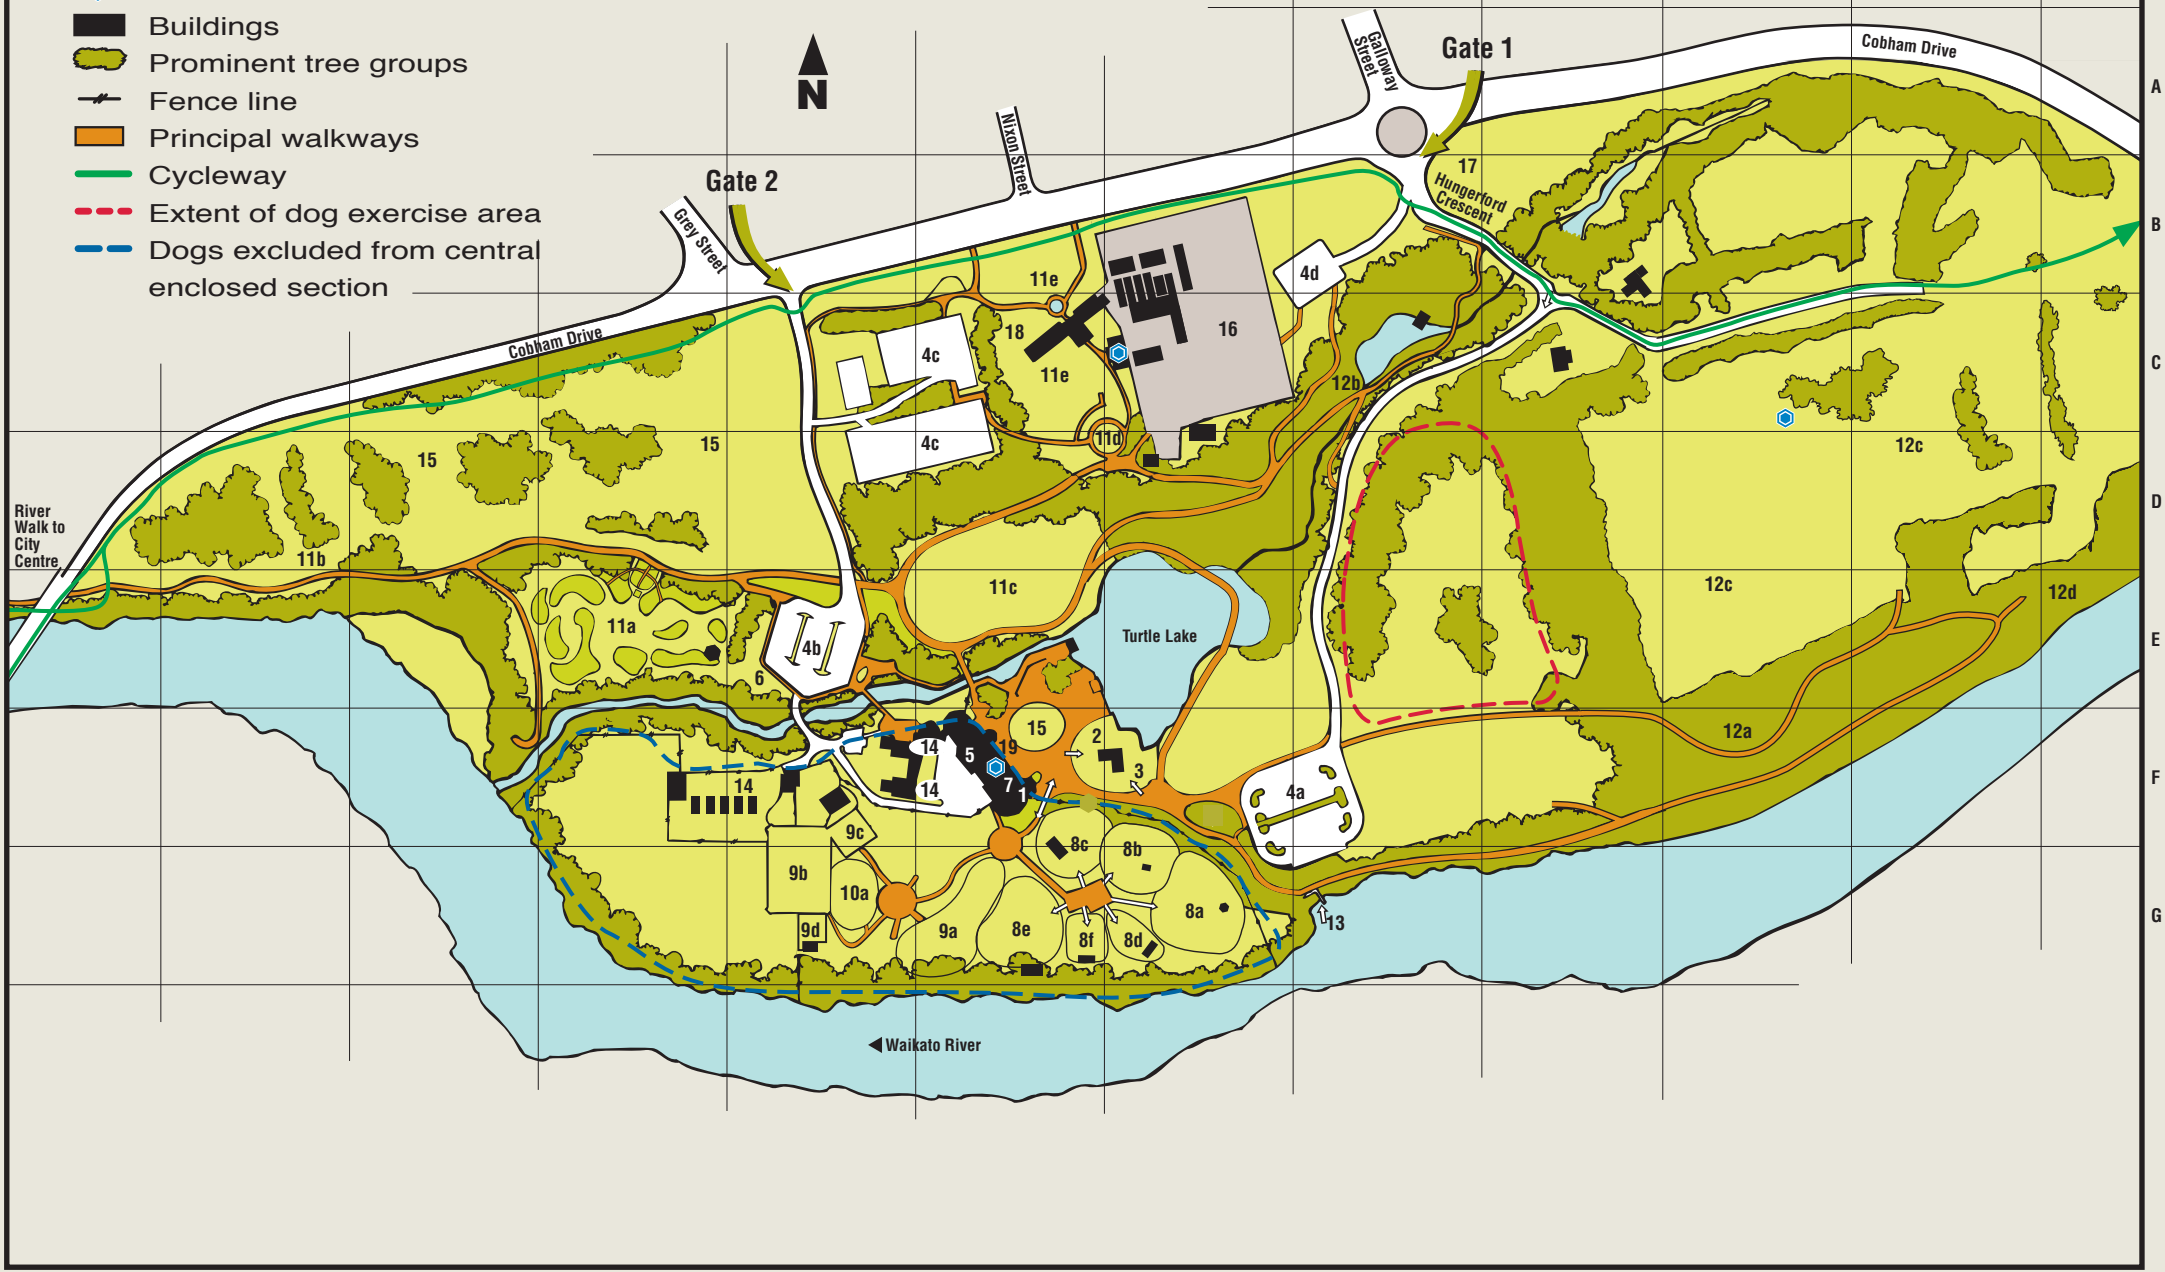 Buildings
Prominent tree groups
Fence line
Principal walkways
Cycleway
Extent of dog exercise area
Dogs excluded from central
enclosed section
N
Gate 1
Gate 2
Galloway
Street
Cobham Drive
Nixon Street
Grey Street
Hungerford
Crescent
Cobham Drive
River
Walk to
City
Centre
Turtle Lake
Waikato River
A
B
C
D
E
F
G
17
4d
11e
16
18
4c
11e
12b
4c
11d
15
15
12c
11b
11c
12c
12d
11a
4b
6
15
2
12a
14
5
19
3
7
1
14
14
4a
9c
8c
8b
9b
10a
8a
13
9d
9a
8e
8f
8d